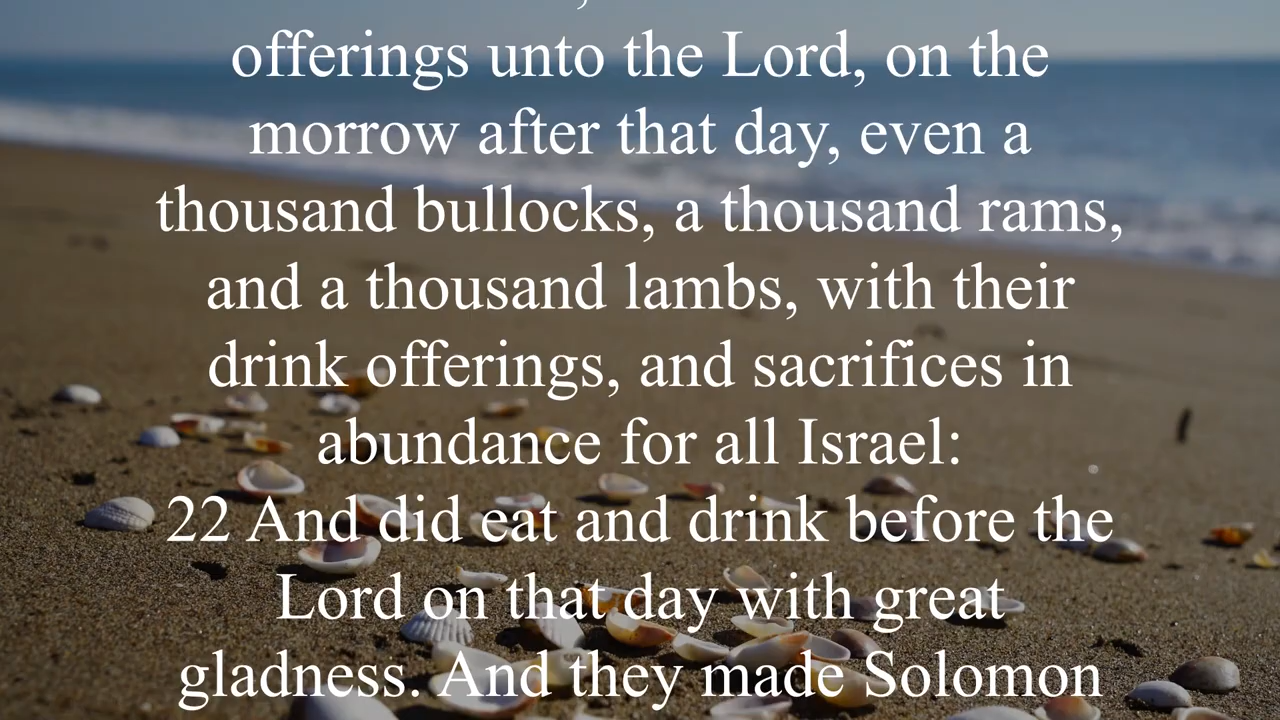 offerings unto the Lord, on the
morrow after that day, even a
thousand bullocks, a thousand rams,
and a thousand lambs, with their
drink offerings, and sacrifices in
abundance for all Israel:
22 And did eat and drink before the
Lord on that day with great
gladness. And they made Solomon